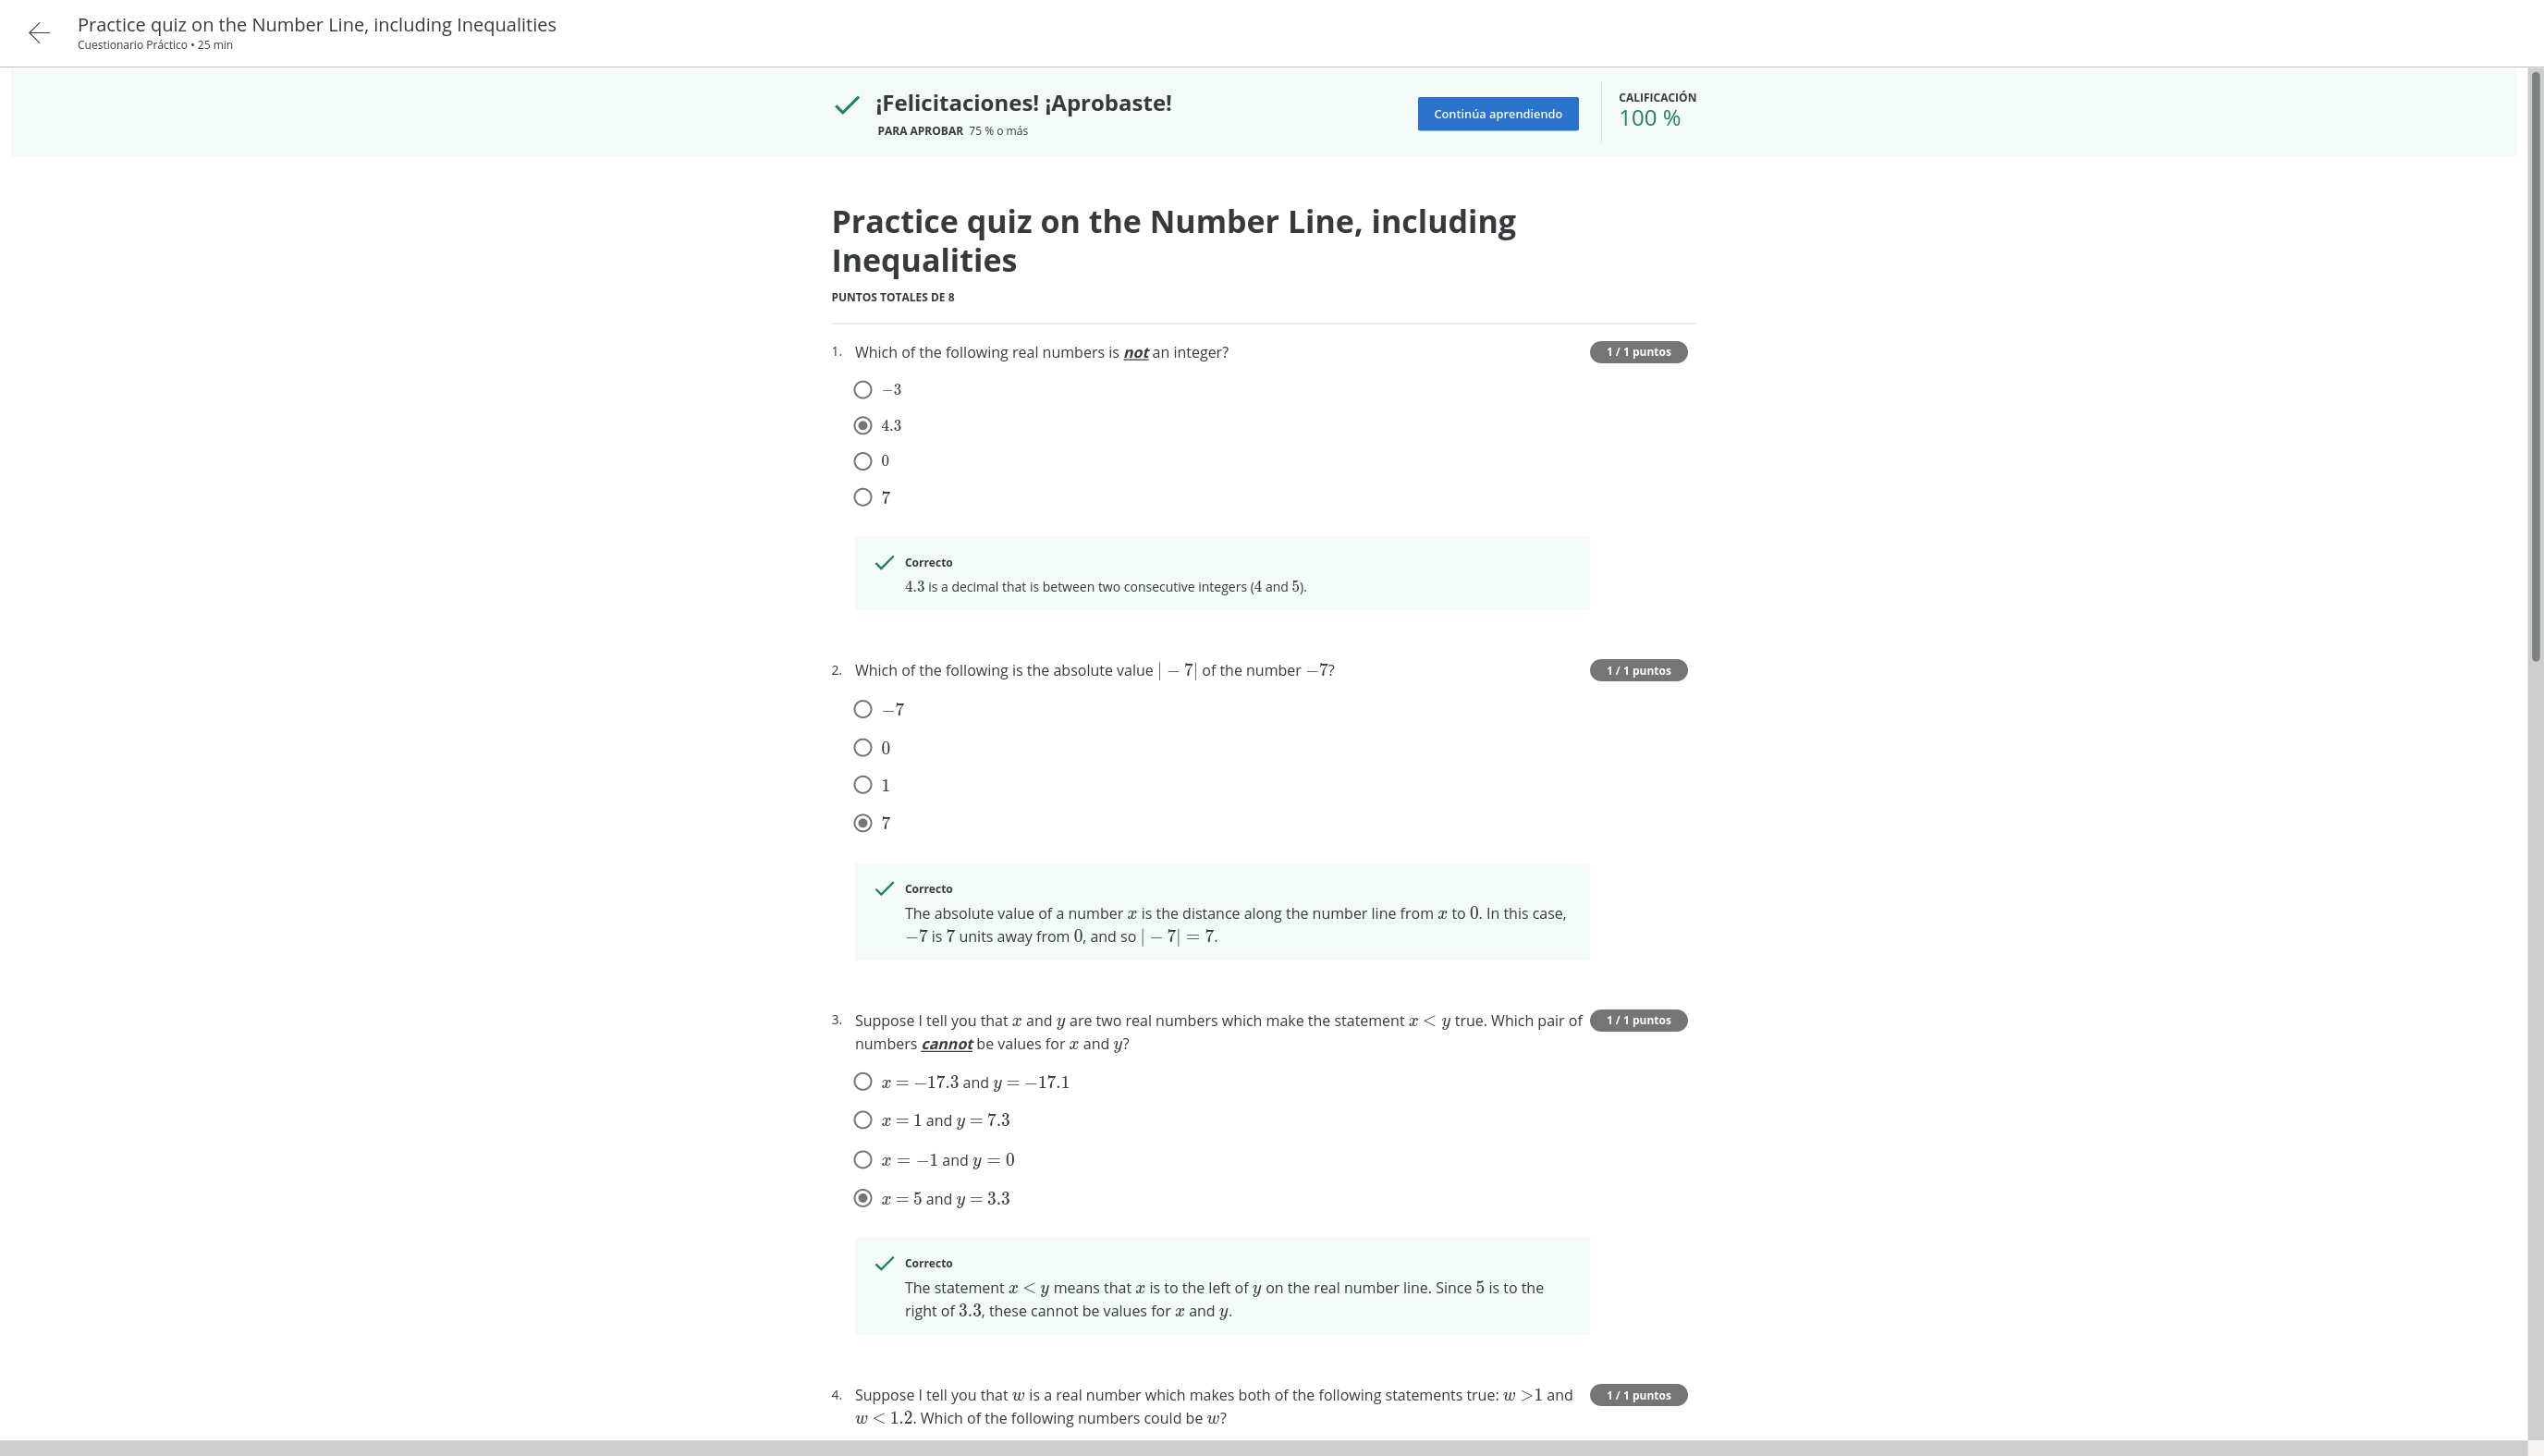 Practice quiz on the Number Line, including Inequalities
Cuestionario Práctico • 25 min
¡Felicitaciones! ¡Aprobaste!
PARA APROBAR 75 % o más
Continúa aprendiendo
CALIFICACIÓN
100 %
Practice quiz on the Number Line, including
Inequalities
PUNTOS TOTALES DE 8
1. Which of the following real numbers is not an integer?
1 / 1 puntos
−3
4.3
0
7
Correcto
4.3 is a decimal that is between two consecutive integers (4 and 5).
2. Which of the following is the absolute value | − 7| of the number −7?
1 / 1 puntos
−7
0
1
7
Correcto
The absolute value of a number x is the distance along the number line from x to 0. In this case,
−7 is 7 units away from 0, and so | − 7| = 7.
3. Suppose I tell you that x and y are two real numbers which make the statement x < y true. Which pair of
1 / 1 puntos
numbers cannot be values for x and y?
x = −17.3 and y = −17.1
x = 1 and y = 7.3
x = −1 and y = 0
x = 5 and y = 3.3
Correcto
The statement x < y means that x is to the left of y on the real number line. Since 5 is to the
right of 3.3, these cannot be values for x and y.
4. Suppose I tell you that w is a real number which makes both of the following statements true: w >1 and
1 / 1 puntos
w < 1.2. Which of the following numbers could be w?